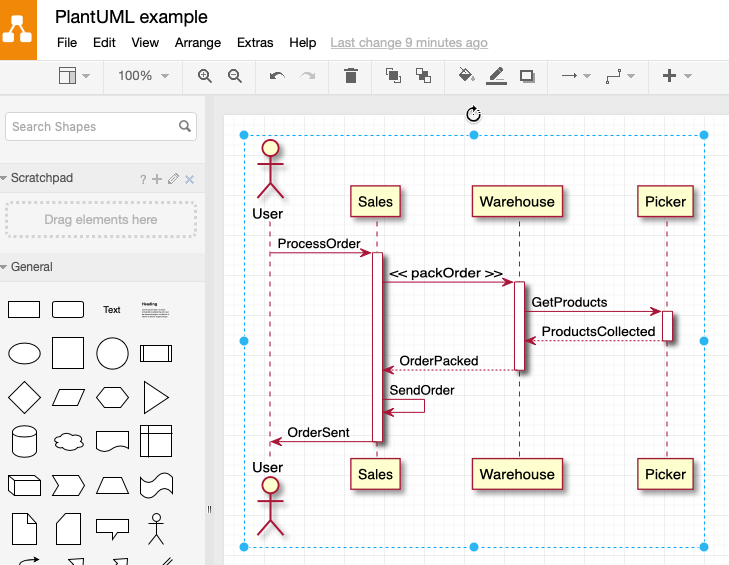 PlantUML example
File Edit View Arrange Extras Help Last change 9 minutes ago
100%
Search Shapes
Scratchpad
?
Drag elements here
General
Text
Heading
User
Sales
Warehouse
Picker
ProcessOrder
<< packOrder >>
GetProducts
ProductsCollected
OrderPacked
SendOrder
OrderSent
User
Sales
Warehouse
Picker